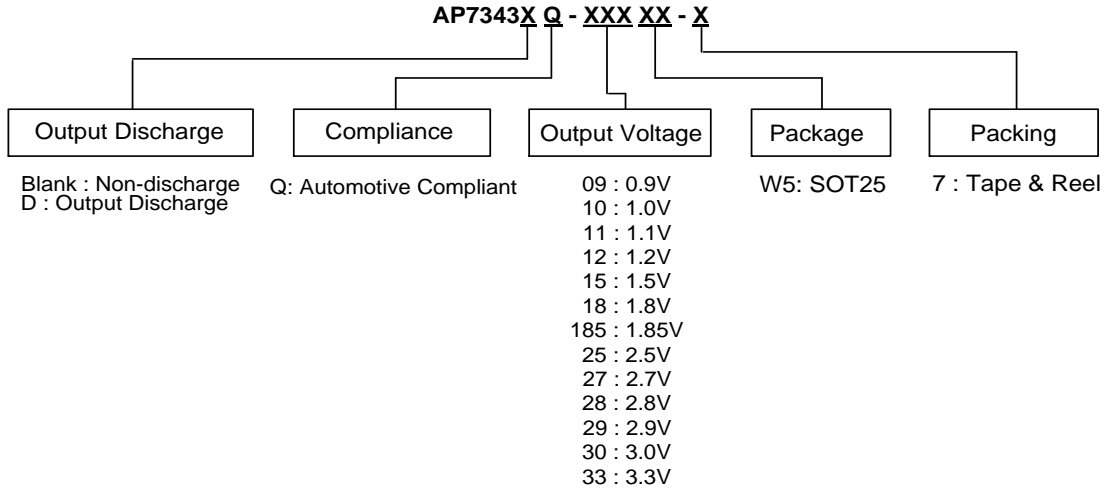 AP7343X Q - XXX XX - X
Output Discharge
Compliance
Output Voltage
Package
Packing
Blank : Non-discharge
D : Output Discharge
Q: Automotive Compliant
09 : 0.9V
10 : 1.0V
11 : 1.1V
12 : 1.2V
15 : 1.5V
18 : 1.8V
185 : 1.85V
25 : 2.5V
27 : 2.7V
28 : 2.8V
29 : 2.9V
30 : 3.0V
33 : 3.3V
W5: SOT25
7 : Tape & Reel